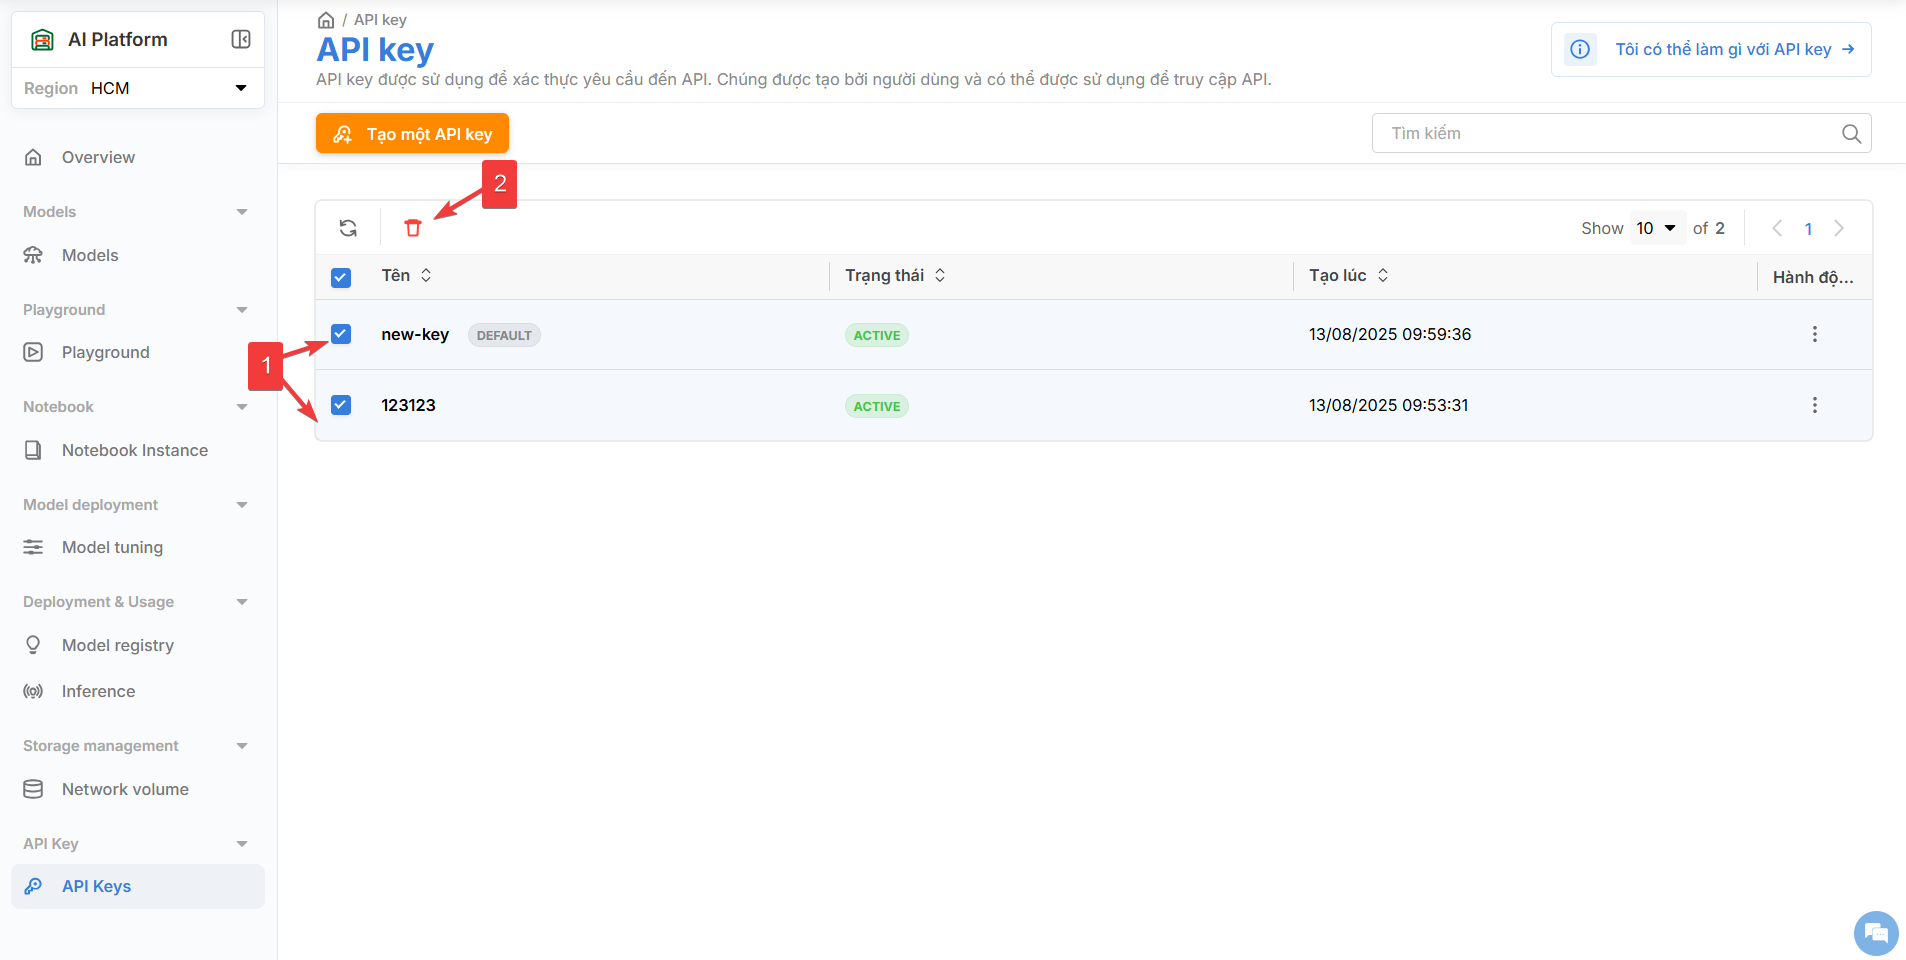 AI Platform
Region HCM
Overview
Models
Models
Playground
Playground
Notebook
Notebook Instance
Model deployment
Model tuning
Deployment & Usage
Model registry
Inference
Storage management
Network volume
API Key
API Keys
/ API key
API key
API key được sử dụng để xác thực yêu cầu đến API. Chúng được tạo bởi người dùng và có thể được sử dụng để truy cập API.
Tôi có thể làm gì với API key →
Tạo một API key
Tìm kiếm
2
Show 10 of 2 1
Tên Trạng thái Tạo lúc Hành độ...
new-key DEFAULT ACTIVE 13/08/2025 09:59:36
1
123123 ACTIVE 13/08/2025 09:53:31